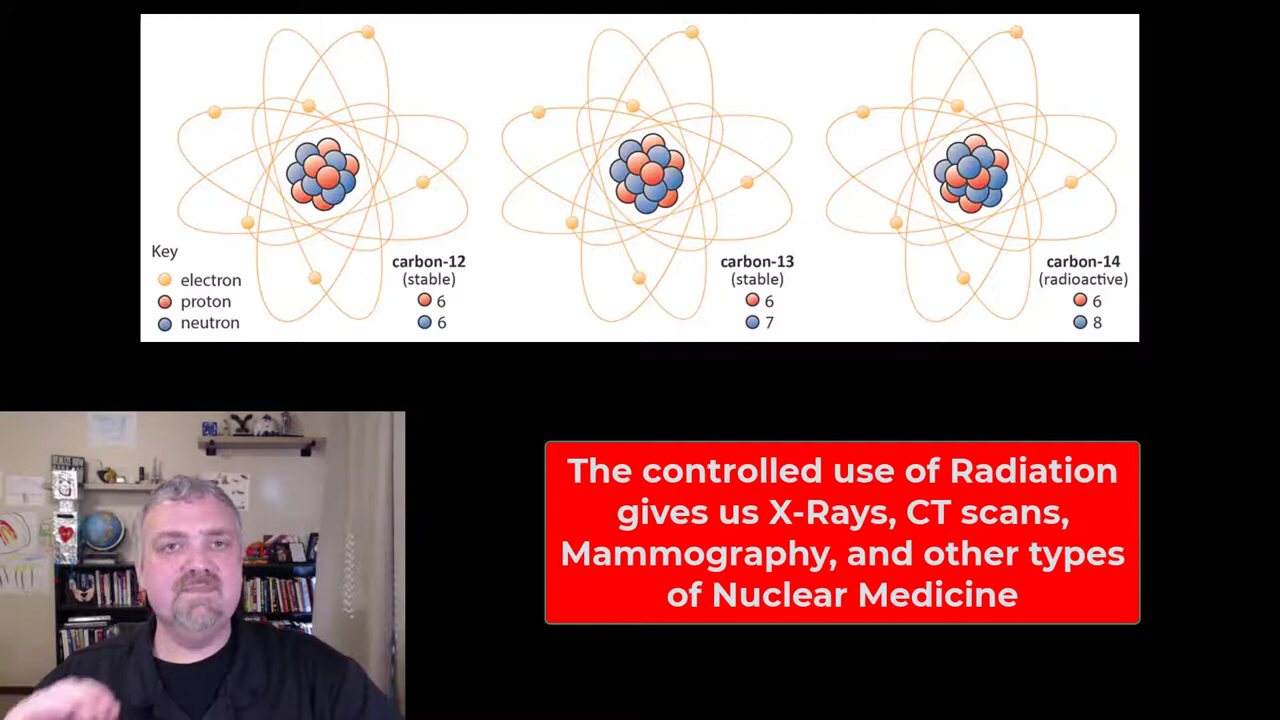 Key
electron
proton
neutron
carbon-12
(stable)
6
6
carbon-13
(stable)
6
7
carbon-14
(radioactive)
6
8
The controlled use of Radiation
gives us X-Rays, CT scans,
Mammography, and other types
of Nuclear Medicine